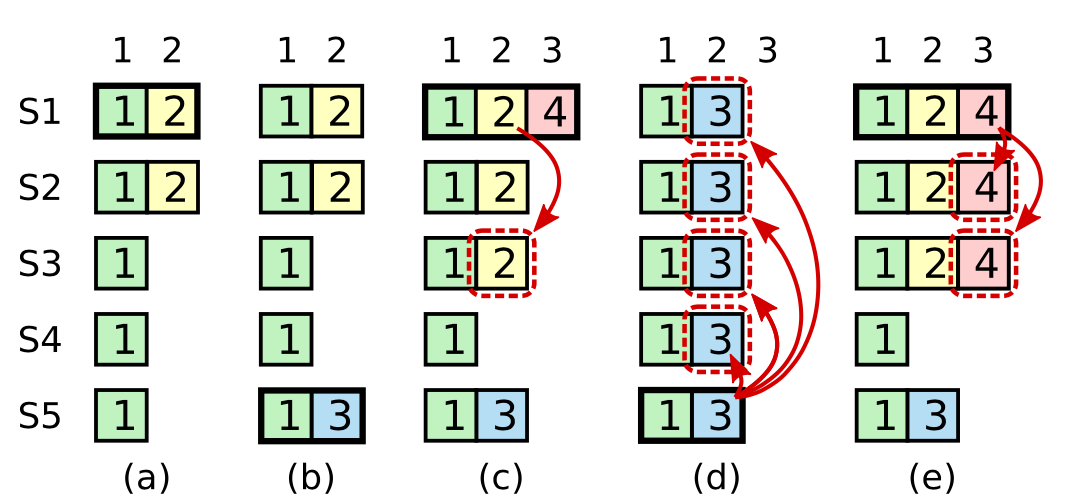 1 2 1 2 1 2 3 1 2 3 1 2 3
S1 1 2 1 2 1 2 4 1 3 1 2 4
S2 1 2 1 2 1 2 1 3 1 2 4
S3 1 1 1 2 1 3 1 2 4
S4 1 1 1 1 3 1
S5 1 1 3 1 3 1 3 1 3
(a) (b) (c) (d) (e)